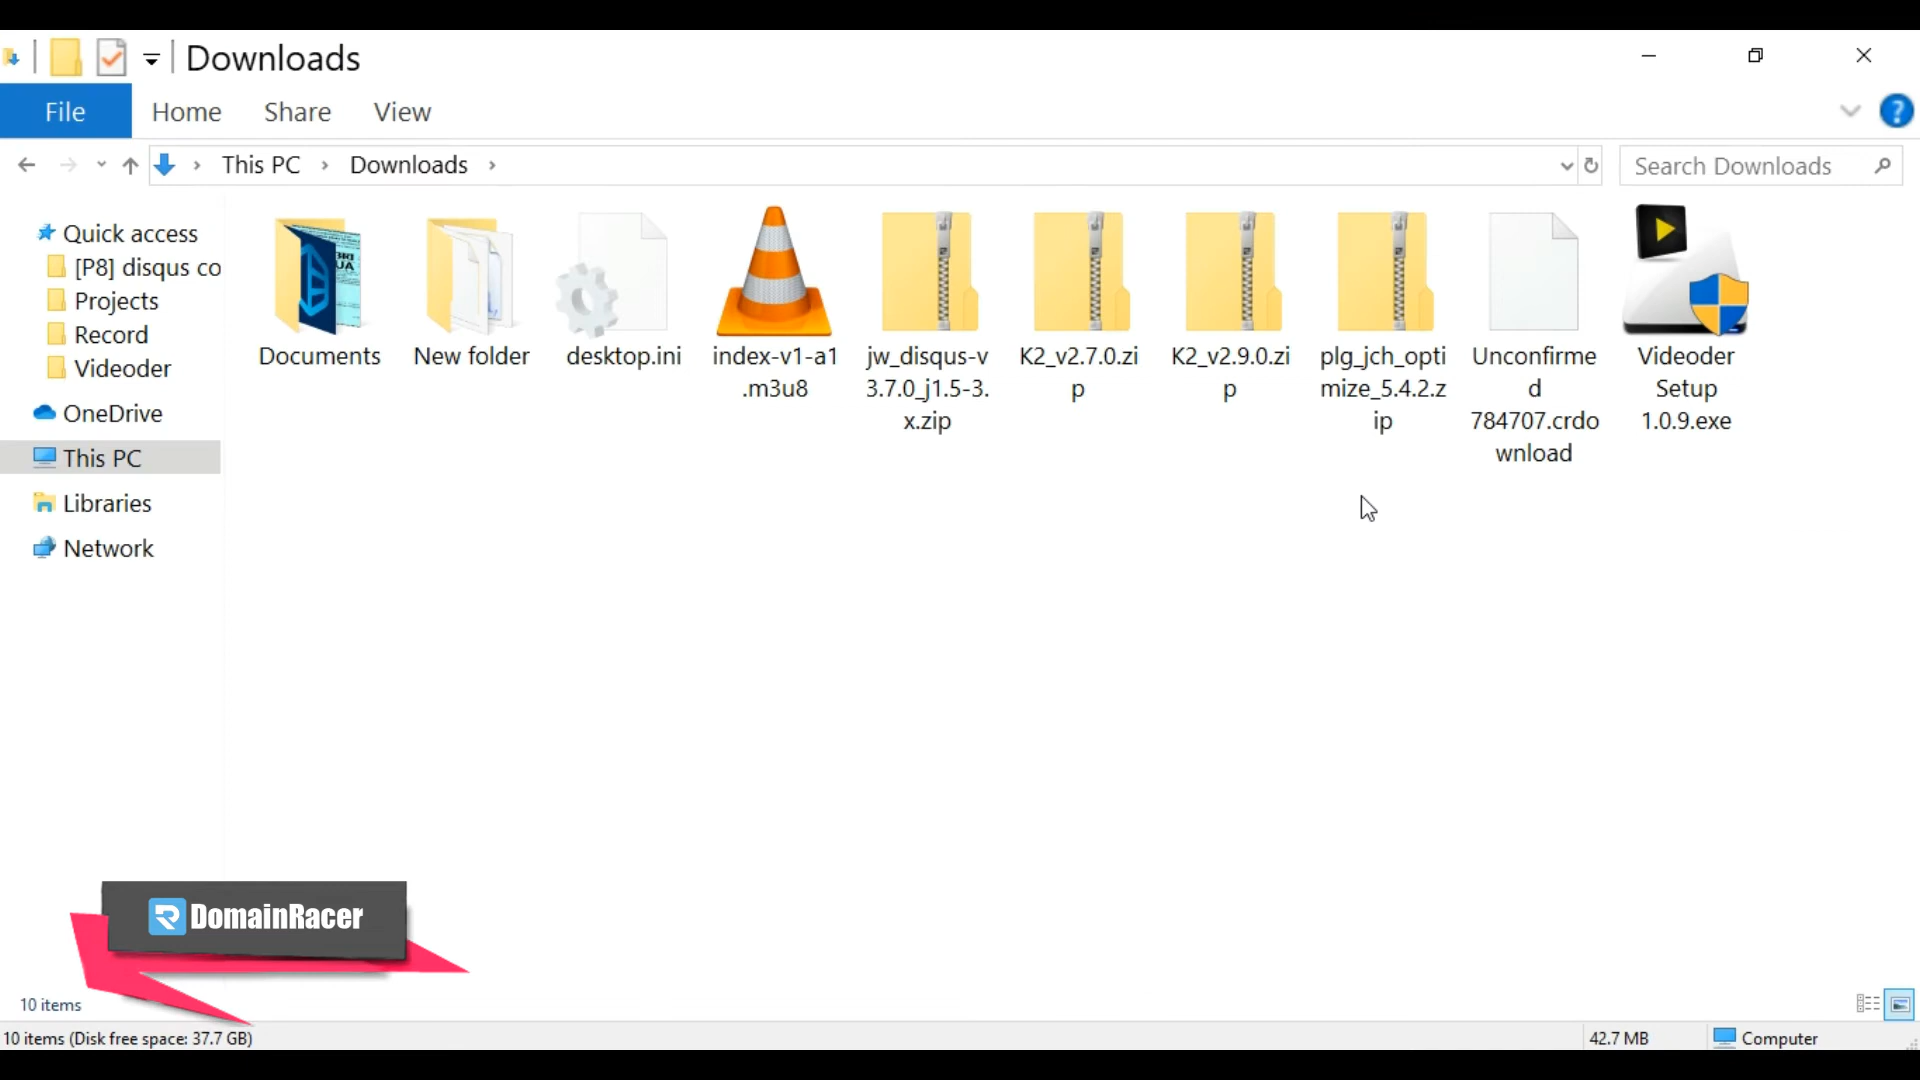 Downloads
File Home Share View
This PC Downloads
Search Downloads
Quick access
[P8] disqus co
Projects
Record
Videoder
OneDrive
This PC
Libraries
Network
Documents
New folder
desktop.ini
index-v1-a1
.m3u8
jw_disqus-v
3.7.0_j1.5-3.
x.zip
K2_v2.7.0.zi
p
K2_v2.9.0.zi
p
plg_jch_opti
mize_5.4.2.z
ip
Unconfirme
d
784707.crdo
wnload
Videoder
Setup
1.0.9.exe
DomainRacer
10 items
10 items (Disk free space: 37.7 GB)
42.7 MB
Computer